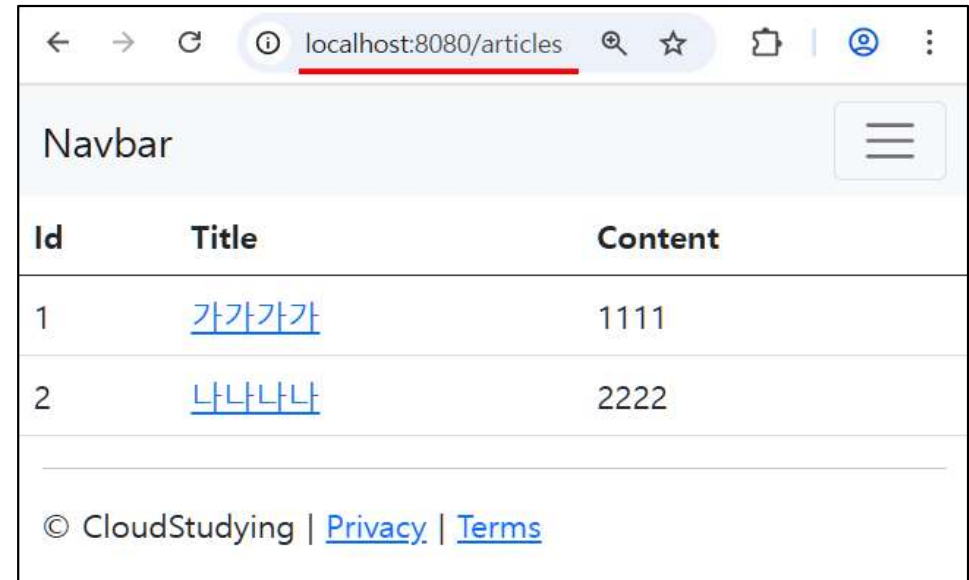 localhost:8080/articles
Navbar
Id Title Content
1 가가가가 1111
2 나나나나 2222
© CloudStudying | Privacy | Terms